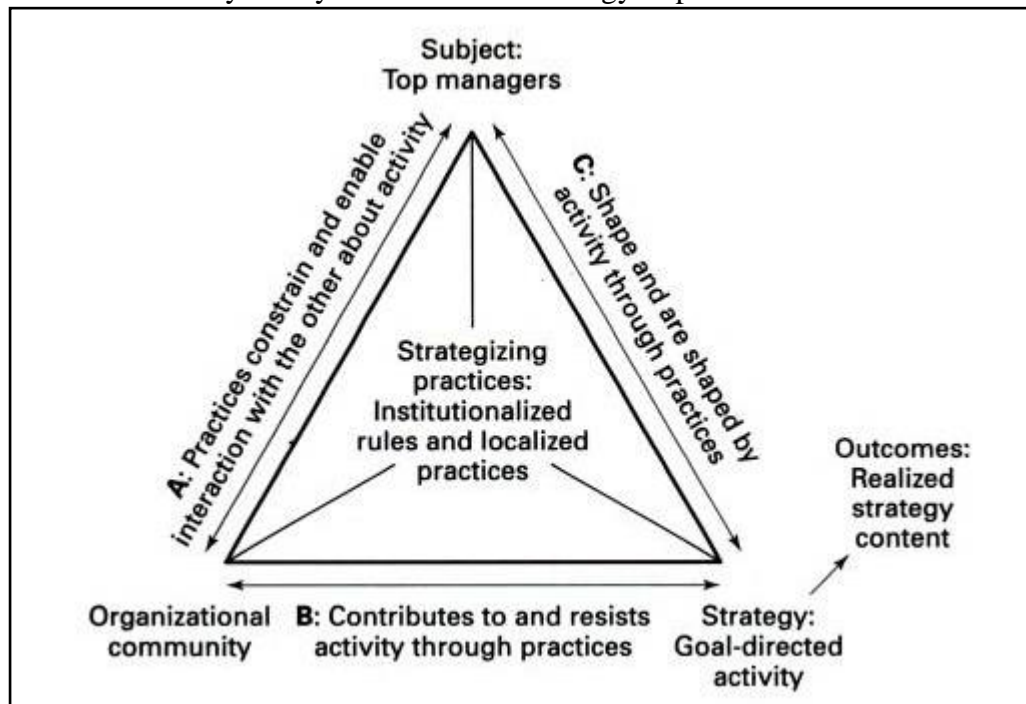 Subject:
Top managers
A: Practices constrain and enable
interaction with the other about activity
C: Shape and are shaped by
activity through practices
Strategizing
practices:
Institutionalized
rules and localized
practices
Outcomes:
Realized
strategy
content
Organizational
community
B: Contributes to and resists
activity through practices
Strategy:
Goal-directed
activity